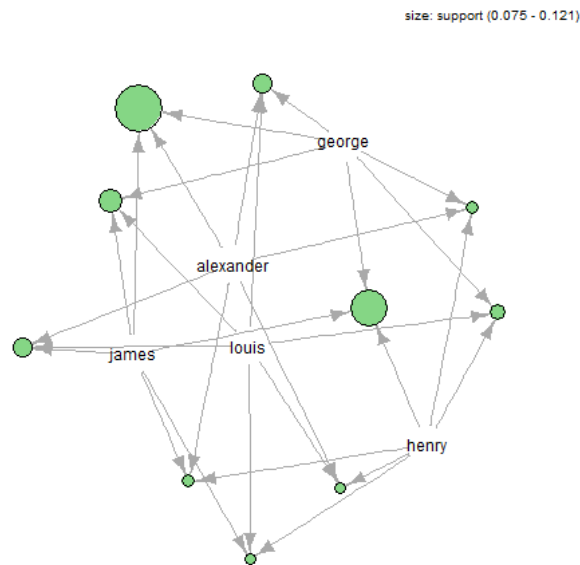 size: support (0.075 - 0.121)
george
alexander
james
louis
henry